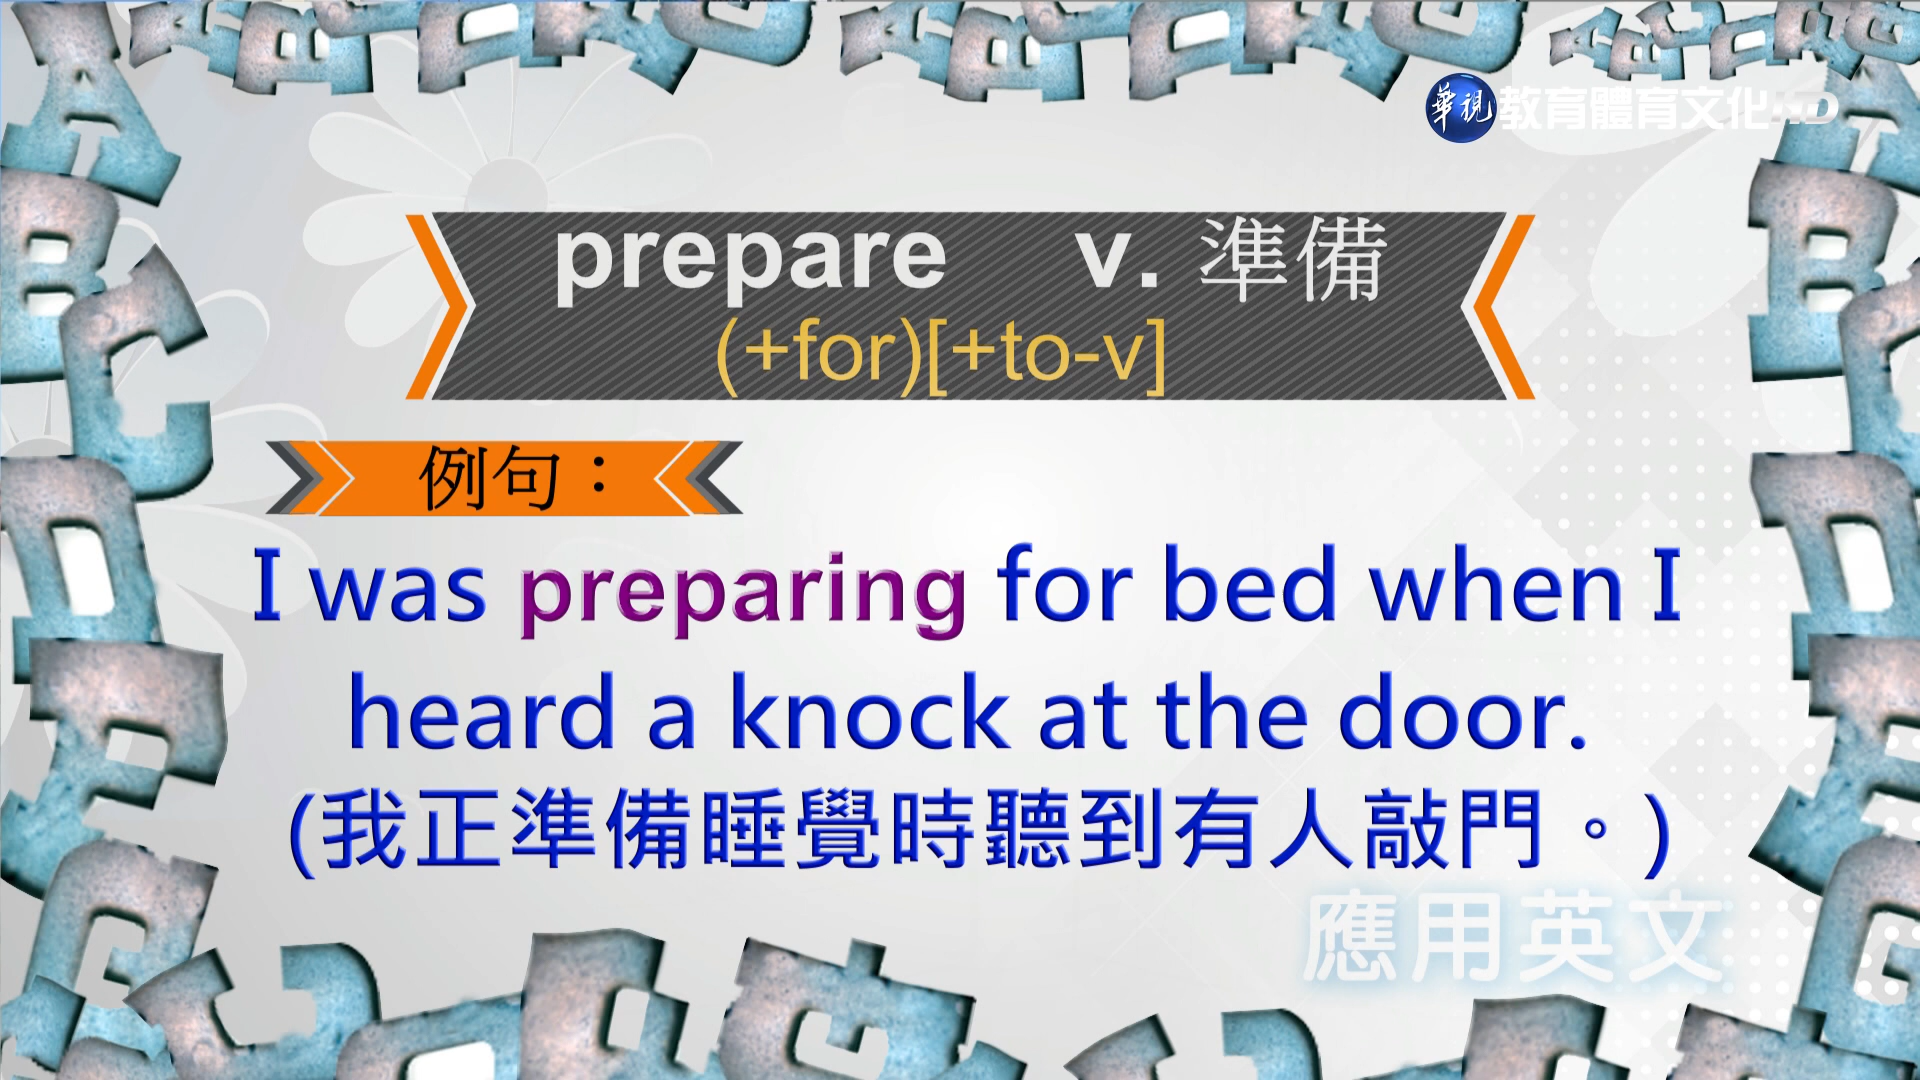 華視 教育體育文化HD
prepare v. 準備
(+for)[+to-v]
例句：
I was preparing for bed when I
heard a knock at the door.
(我正準備睡覺時聽到有人敲門。)
應用英文